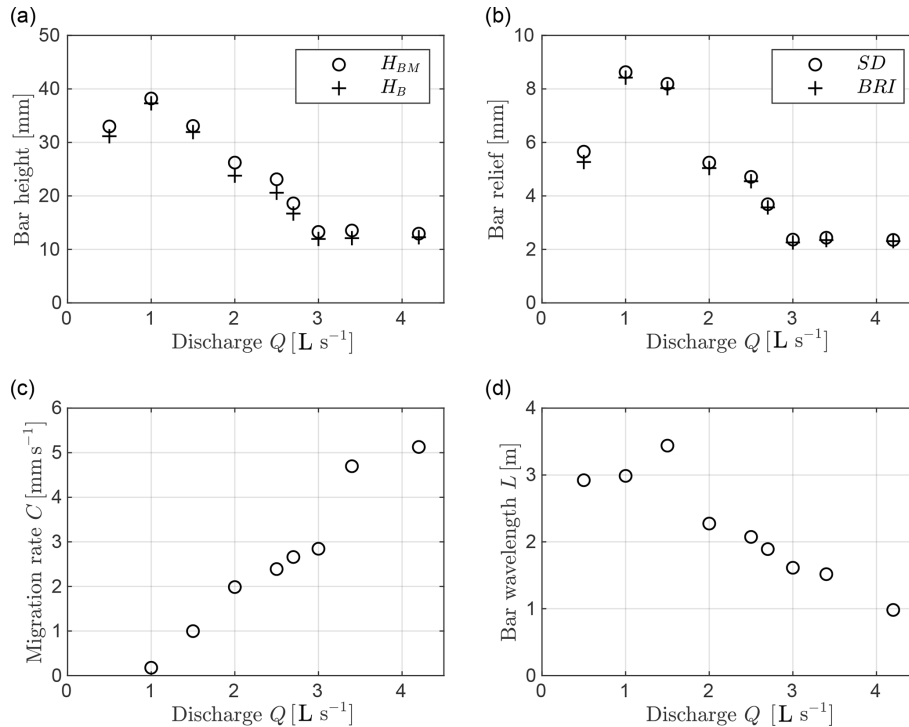 (a)
50
40
30
20
10
0
Bar height [mm]
H_BM
H_B
0 1 2 3 4
Discharge Q [L s⁻¹]
(b)
10
8
6
4
2
0
Bar relief [mm]
SD
BRI
0 1 2 3 4
Discharge Q [L s⁻¹]
(c)
6
5
4
3
2
1
0
Migration rate C [mm s⁻¹]
0 1 2 3 4
Discharge Q [L s⁻¹]
(d)
4
3
2
1
0
Bar wavelength L [m]
0 1 2 3 4
Discharge Q [L s⁻¹]